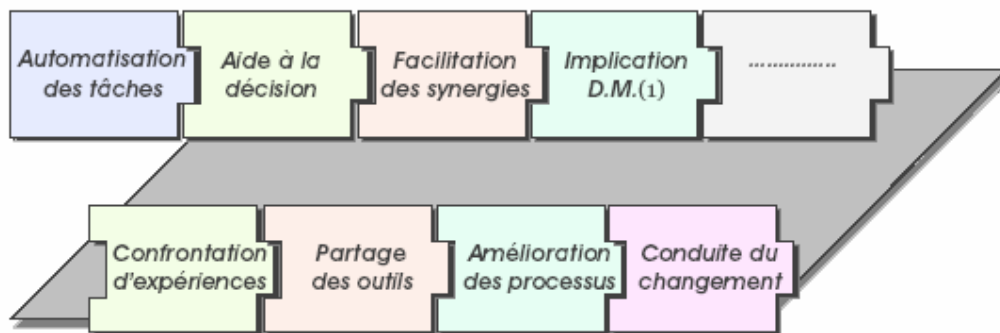 Automatisation
des tâches
Aide à la
décision
Facilitation
des synergies
Implication
D.M.(1)
..............
Confrontation
d'expériences
Partage
des outils
Amélioration
des processus
Conduite du
changement